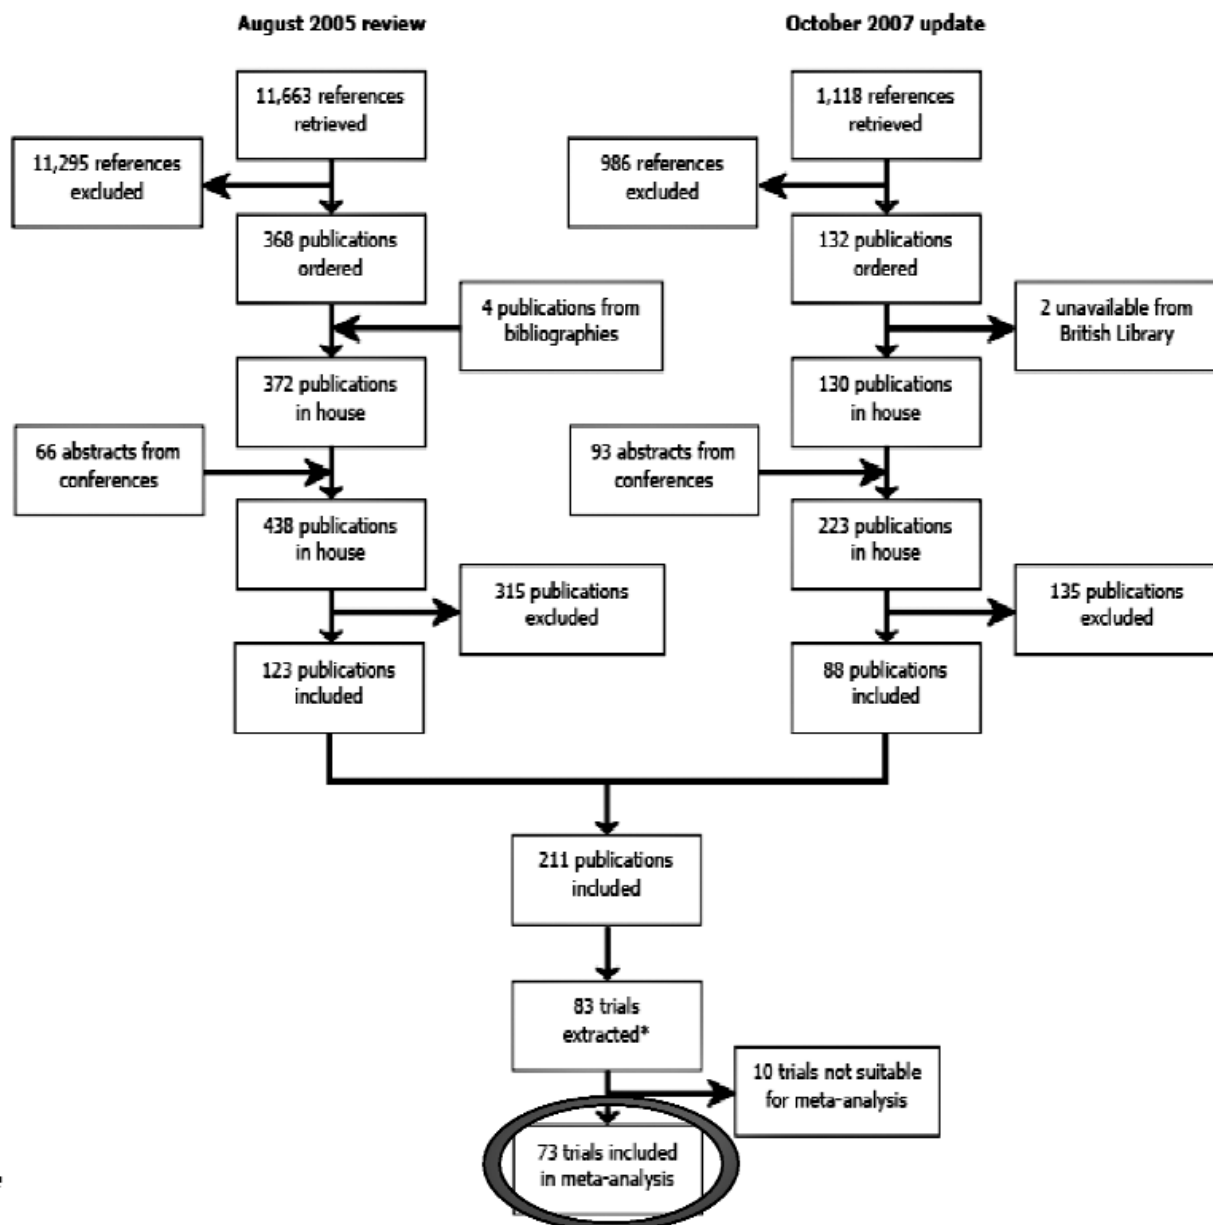 August 2005 review
October 2007 update
11,663 references
retrieved
1,118 references
retrieved
11,295 references
excluded
986 references
excluded
368 publications
ordered
132 publications
ordered
4 publications from
bibliographies
2 unavailable from
British Library
372 publications
in house
130 publications
in house
66 abstracts from
conferences
93 abstracts from
conferences
438 publications
in house
223 publications
in house
315 publications
excluded
135 publications
excluded
123 publications
included
88 publications
included
211 publications
included
83 trials
extracted*
10 trials not suitable
for meta-analysis
73 trials included
in meta-analysis